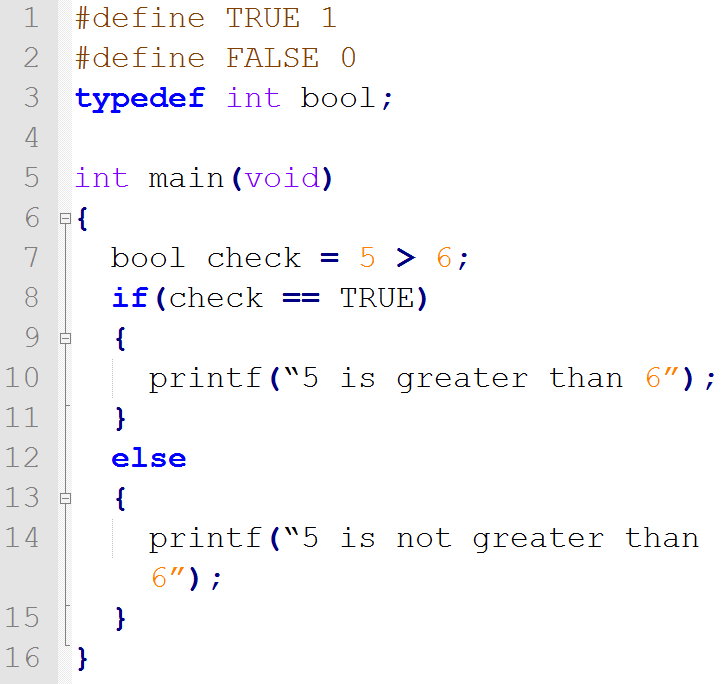 1 #define TRUE 1
2 #define FALSE 0
3 typedef int bool;
4
5 int main(void)
6 {
7 bool check = 5 > 6;
8 if(check == TRUE)
9 {
10 printf(“5 is greater than 6”);
11 }
12 else
13 {
14 printf(“5 is not greater than
6”);
15 }
16 }